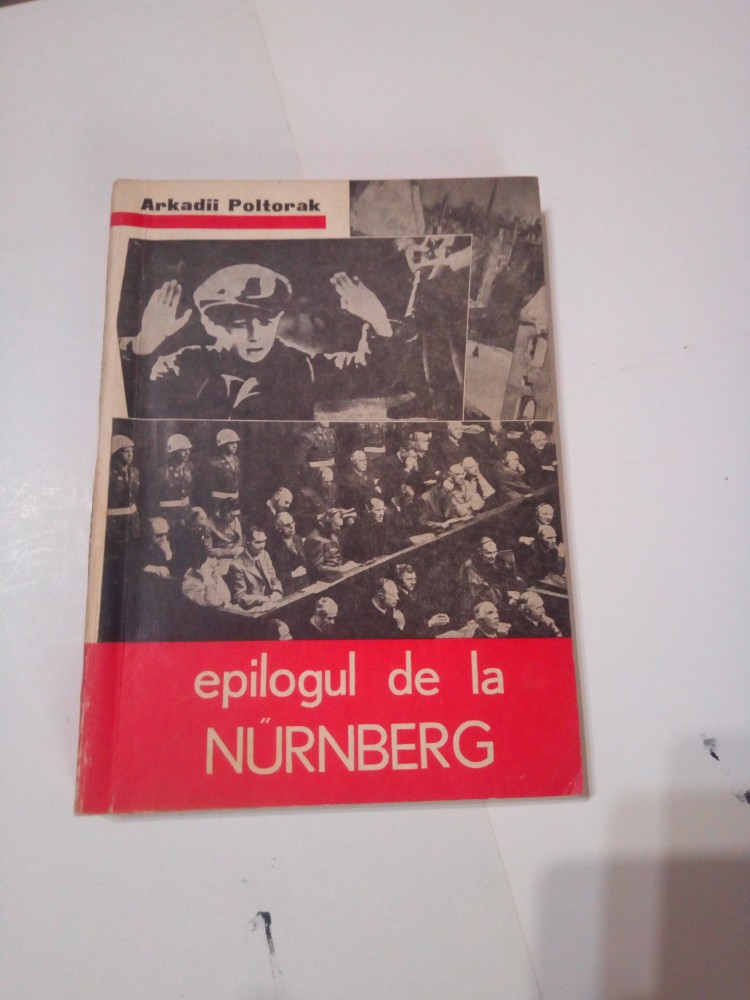 Arkadii Poltorak
epilogul de la
NŰRNBERG